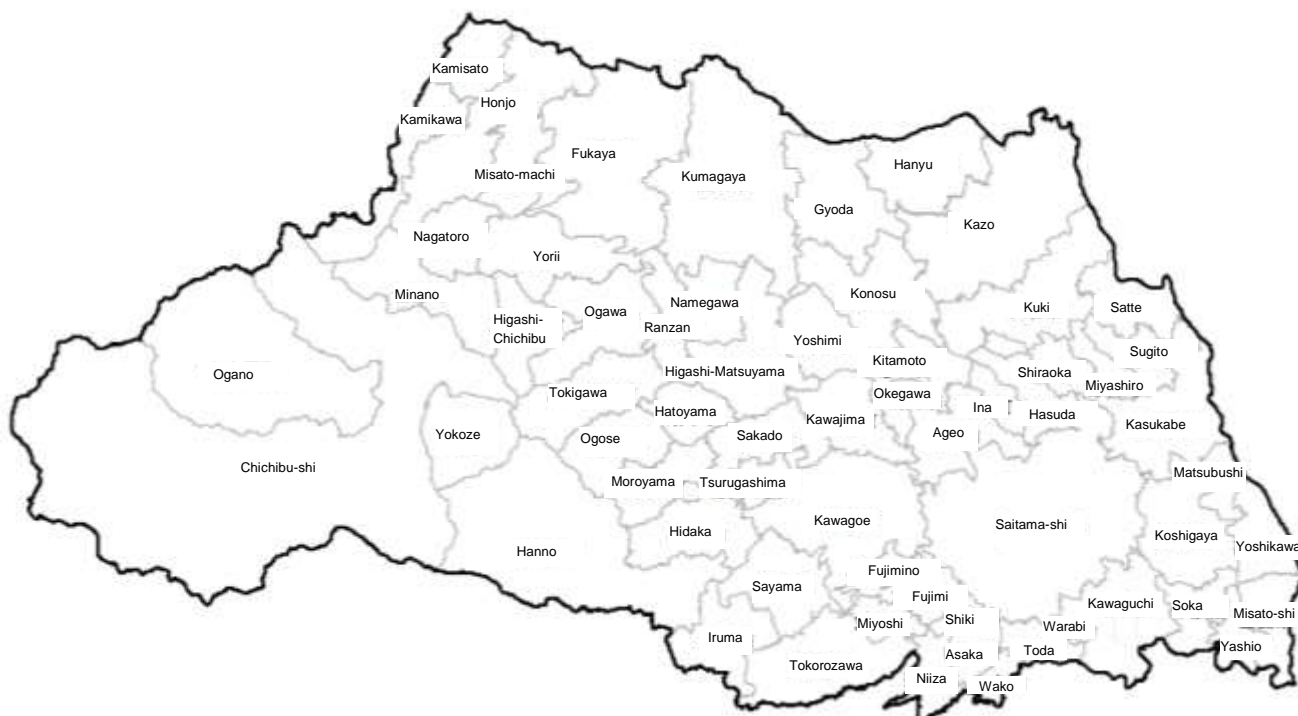 Kamisato
Honjo
Kamikawa
Fukaya
Misato-machi
Kumagaya
Hanyu
Gyoda
Kazo
Nagatoro
Yorii
Minano
Higashi-
Chichibu
Ogawa
Namegawa
Ranzan
Konosu
Kuki
Satte
Yoshimi
Sugito
Kitamoto
Shiraoka
Miyashiro
Ogano
Higashi-Matsuyama
Tokigawa
Okegawa
Hatoyama
Kawajima
Ina
Hasuda
Kasukabe
Yokoze
Ogose
Sakado
Ageo
Chichibu-shi
Matsubushi
Moroyama
Tsurugashima
Kawagoe
Saitama-shi
Hidaka
Koshigaya
Yoshikawa
Hanno
Fujimino
Sayama
Fujimi
Kawaguchi
Soka
Misato-shi
Miyoshi
Shiki
Warabi
Iruma
Tokorozawa
Asaka
Toda
Yashio
Niiza
Wako